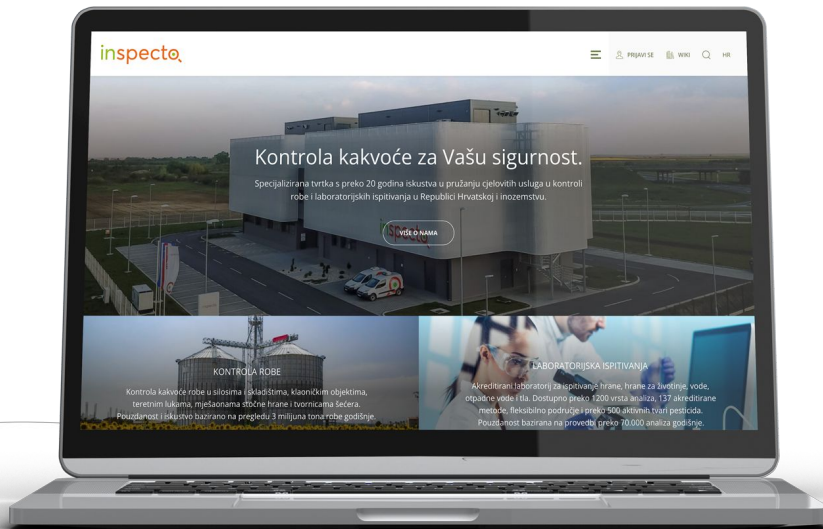 inspecto
PRIJAVI SE
WIKI
HR
Kontrola kakvoće za Vašu sigurnost.
Specijalizirana tvrtka s preko 20 godina iskustva u pružanju cjelovitih usluga u kontroli
robe i laboratorijskih ispitivanja u Republici Hrvatskoj i inozemstvu.
inspecto
VIŠE O NAMA
KONTROLA ROBE
Kontrola kakvoće robe u silosima i skladištima, klaoničkim objektima,
teretnim lukama, mješaonama stočne hrane i tvornicama šećera.
Pouzdanost i iskustvo bazirano na pregledu 3 milijuna tona robe godišnje.
LABORATORIJSKA ISPITIVANJA
Akreditirani laboratorij za ispitivanje hrane, hrane za životinje, vode,
otpadne vode i tla. Dostupno preko 1200 vrsta analiza, 137 akreditirane
metode, fleksibilno područje i preko 500 aktivnih tvari pesticida.
Pouzdanost bazirana na provedbi preko 70.000 analiza godišnje.